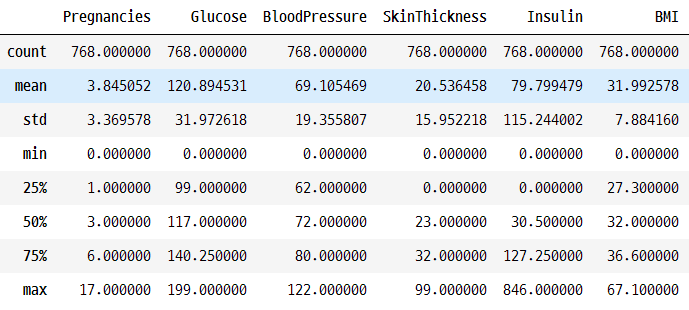 Pregnancies Glucose BloodPressure SkinThickness Insulin BMI
count 768.000000 768.000000 768.000000 768.000000 768.000000 768.000000
mean 3.845052 120.894531 69.105469 20.536458 79.799479 31.992578
std 3.369578 31.972618 19.355807 15.952218 115.244002 7.884160
min 0.000000 0.000000 0.000000 0.000000 0.000000 0.000000
25% 1.000000 99.000000 62.000000 0.000000 0.000000 27.300000
50% 3.000000 117.000000 72.000000 23.000000 30.500000 32.000000
75% 6.000000 140.250000 80.000000 32.000000 127.250000 36.600000
max 17.000000 199.000000 122.000000 99.000000 846.000000 67.100000